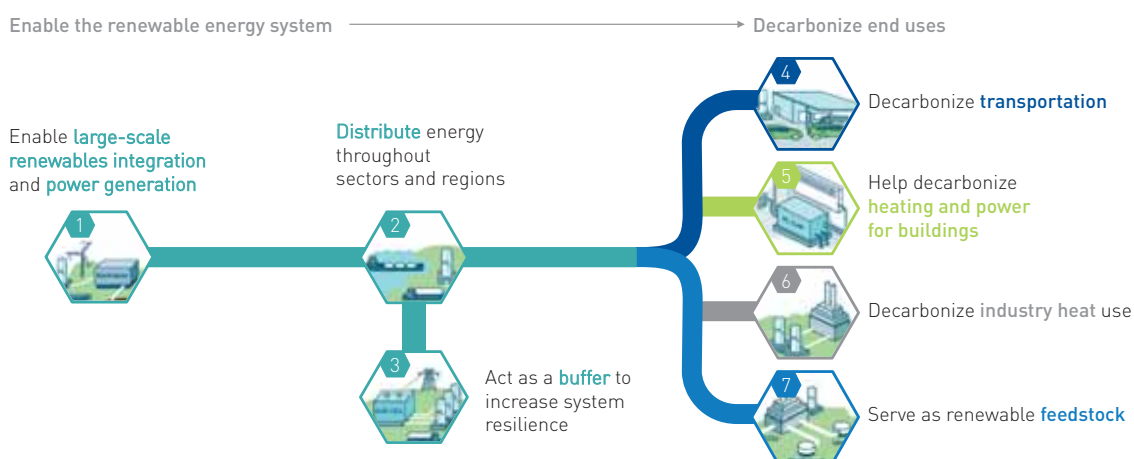 Enable the renewable energy system
Decarbonize end uses
1
Enable large-scale
renewables integration
and power generation
2
Distribute energy
throughout
sectors and regions
3
Act as a buffer to
increase system
resilience
4
Decarbonize transportation
5
Help decarbonize
heating and power
for buildings
6
Decarbonize industry heat use
7
Serve as renewable feedstock